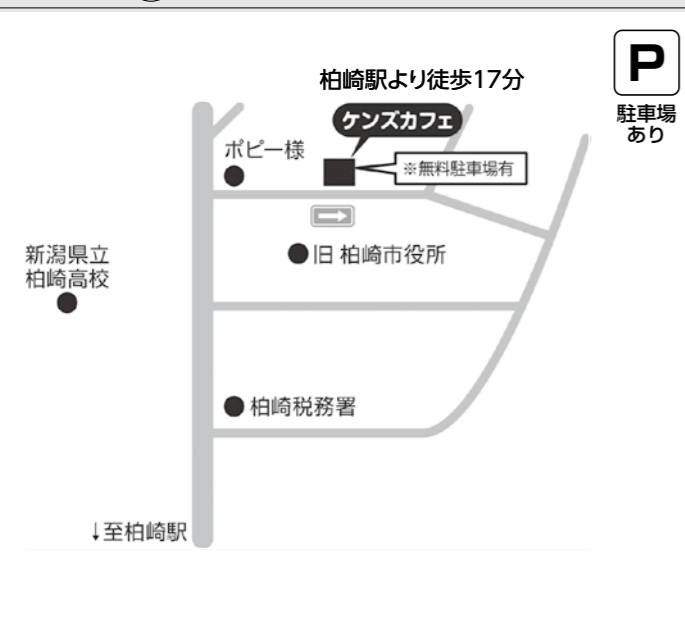 柏崎駅より徒歩17分
P
駐車場
あり
ケンズカフェ
ポピー様
※無料駐車場有
旧 柏崎市役所
新潟県立
柏崎高校
柏崎税務署
↓至柏崎駅